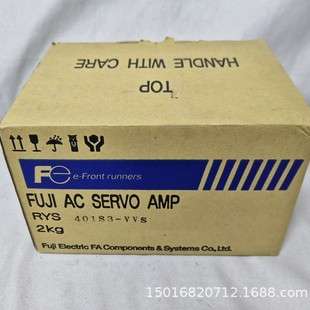 HANDLE WITH CARE
TOP
Fe e-Front runners
FUJI AC SERVO AMP
RYS 401S3-VVS
2kg
Fuji Electric FA Components & Systems Co.,Ltd.
15016820712.1688.com